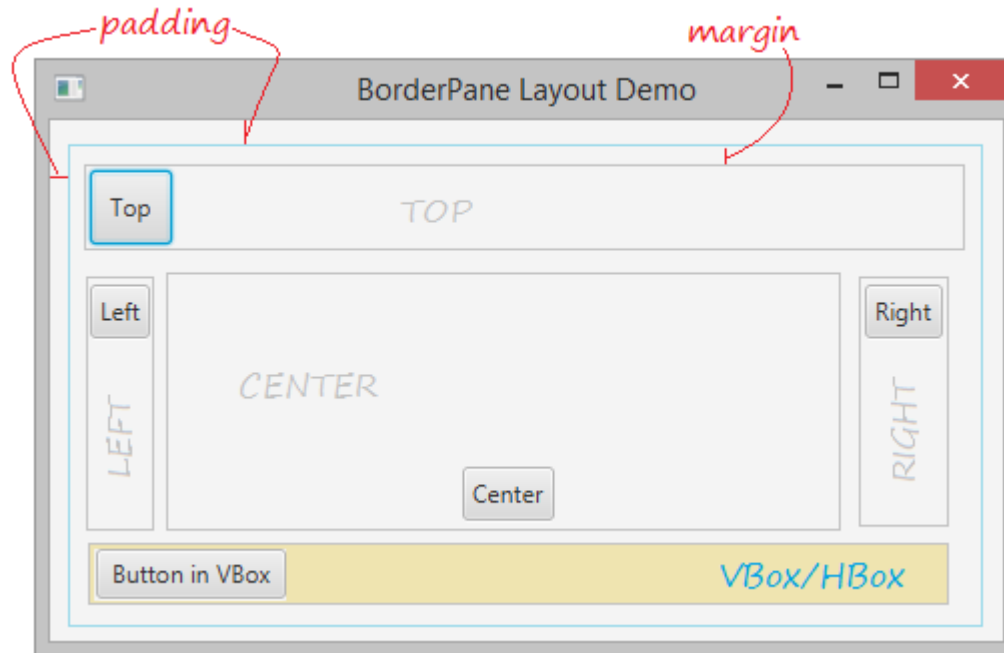 padding
margin
BorderPane Layout Demo
Top
TOP
Left
Right
LEFT
CENTER
RIGHT
Center
Button in VBox
VBox/HBox